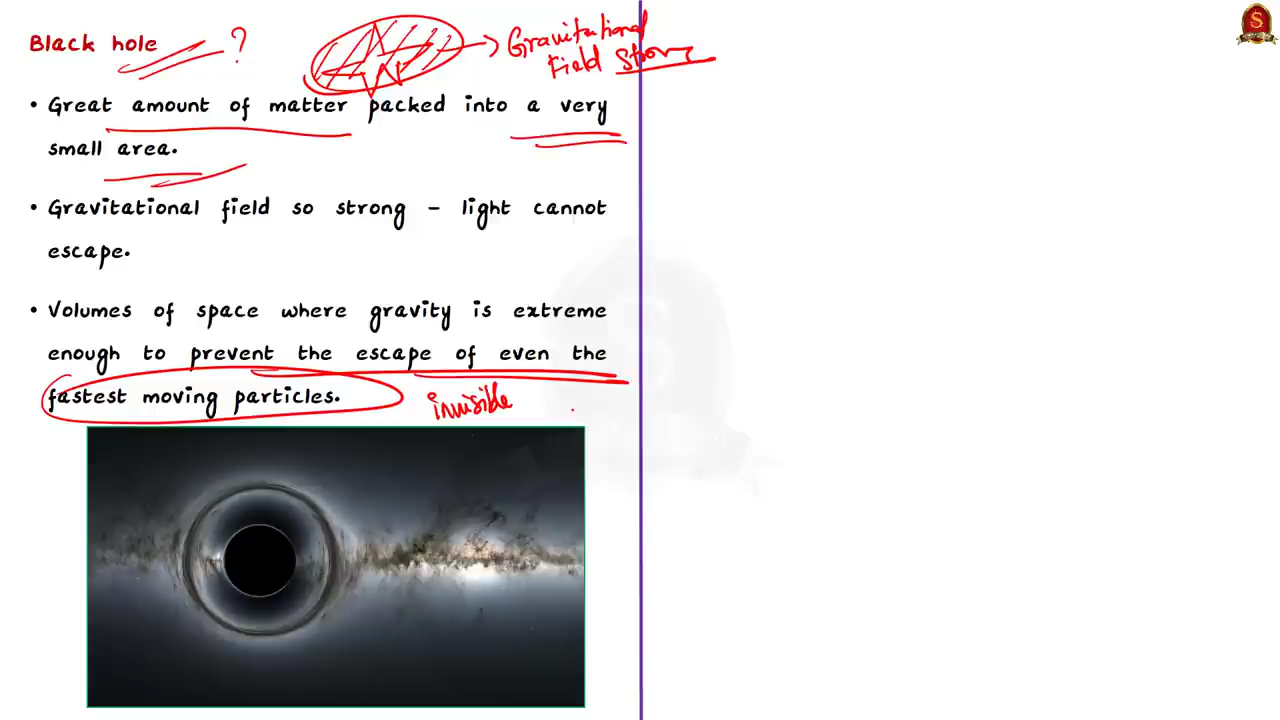 Black hole ?
Gravitational
Field Strong
• Great amount of matter packed into a very
small area.
• Gravitational field so strong – light cannot
escape.
• Volumes of space where gravity is extreme
enough to prevent the escape of even the
fastest moving particles.
invisible
S
S